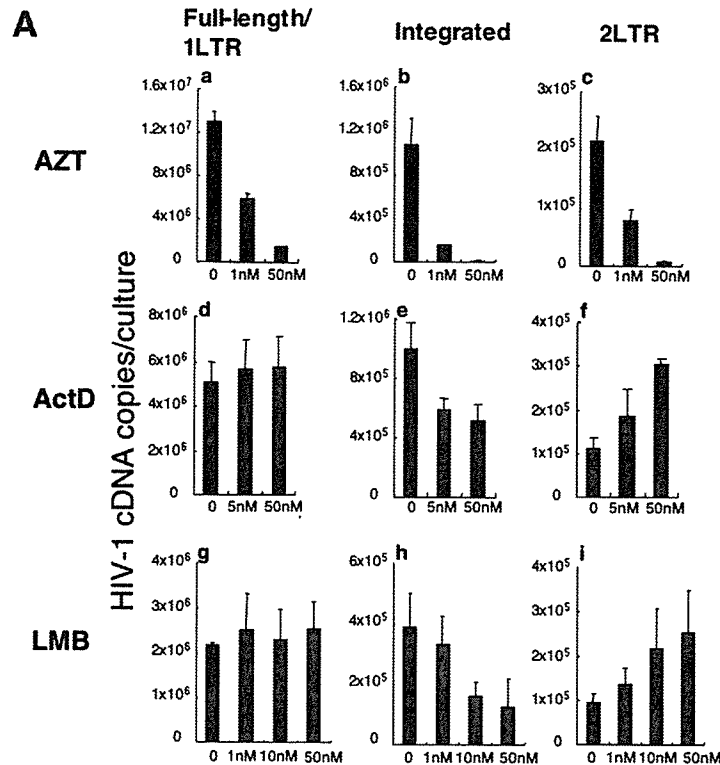 A
Full-length/
1LTR
Integrated
2LTR
HIV-1 cDNA copies/culture
AZT
a
1.6x10⁷
1.2x10⁷
8x10⁶
4x10⁶
0
0 1nM 50nM
b
1.6x10⁶
1.2x10⁶
8x10⁵
4x10⁵
0
0 1nM 50nM
c
3x10⁵
2x10⁵
1x10⁵
0
0 1nM 50nM
ActD
d
8x10⁶
6x10⁶
4x10⁶
2x10⁶
0
0 5nM 50nM
e
1.2x10⁶
8x10⁵
4x10⁵
0
0 5nM 50nM
f
4x10⁵
3x10⁵
2x10⁵
1x10⁵
0
0 5nM 50nM
LMB
g
4x10⁶
3x10⁶
2x10⁶
1x10⁶
0
0 1nM 10nM 50nM
h
6x10⁵
4x10⁵
2x10⁵
0
0 1nM 10nM 50nM
i
4x10⁵
3x10⁵
2x10⁵
1x10⁵
0
0 1nM 10nM 50nM